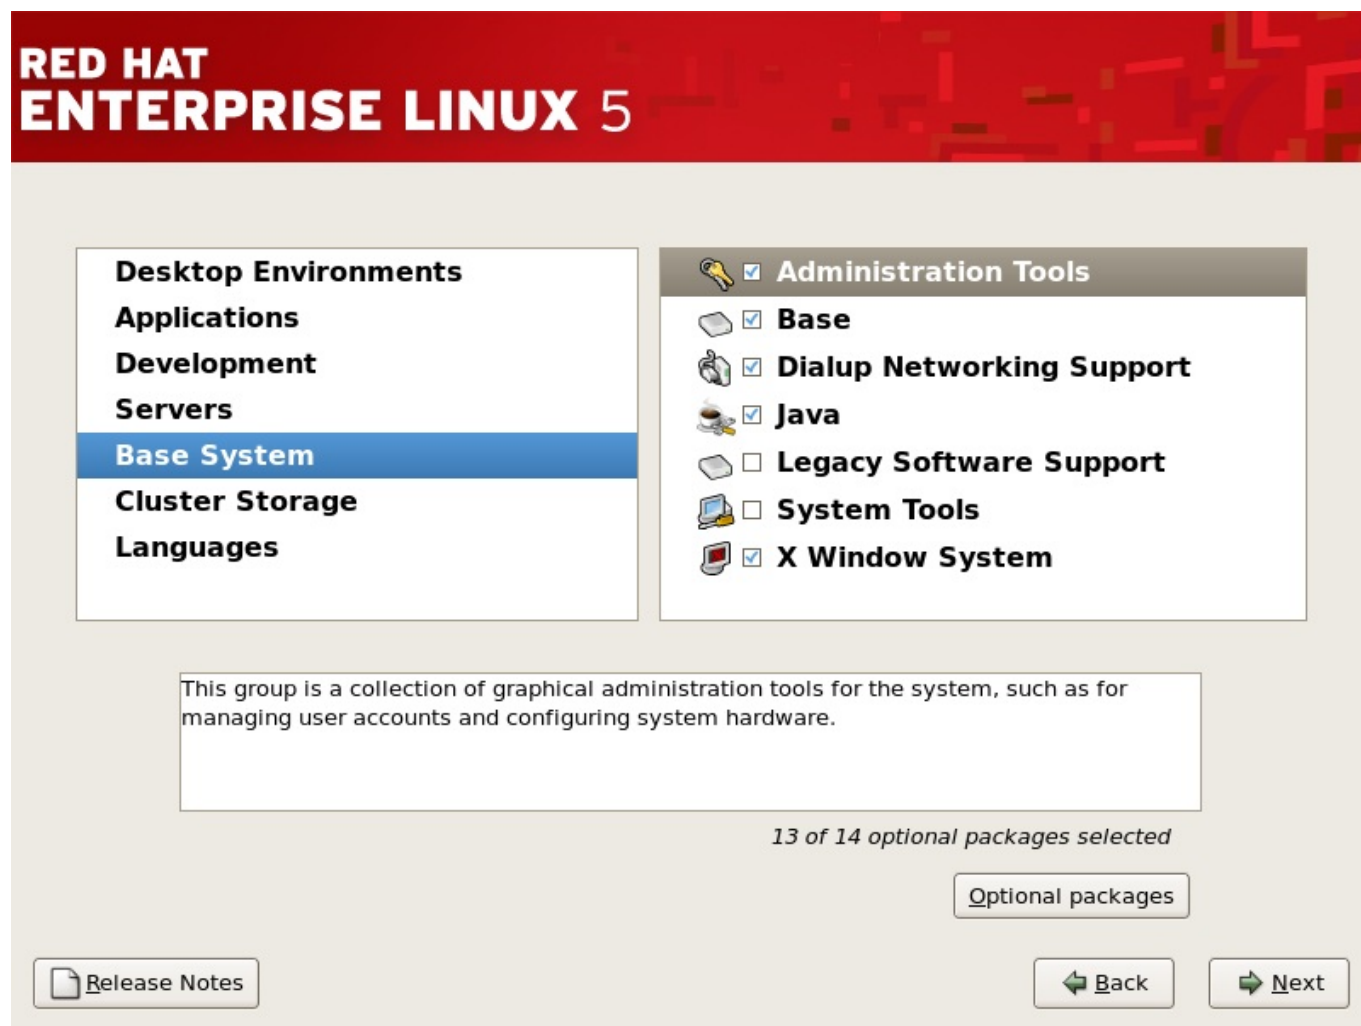 RED HAT
ENTERPRISE LINUX 5
Desktop Environments
Applications
Development
Servers
Base System
Cluster Storage
Languages
Administration Tools
Base
Dialup Networking Support
Java
Legacy Software Support
System Tools
X Window System
This group is a collection of graphical administration tools for the system, such as for
managing user accounts and configuring system hardware.
13 of 14 optional packages selected
Optional packages
Release Notes
Back
Next